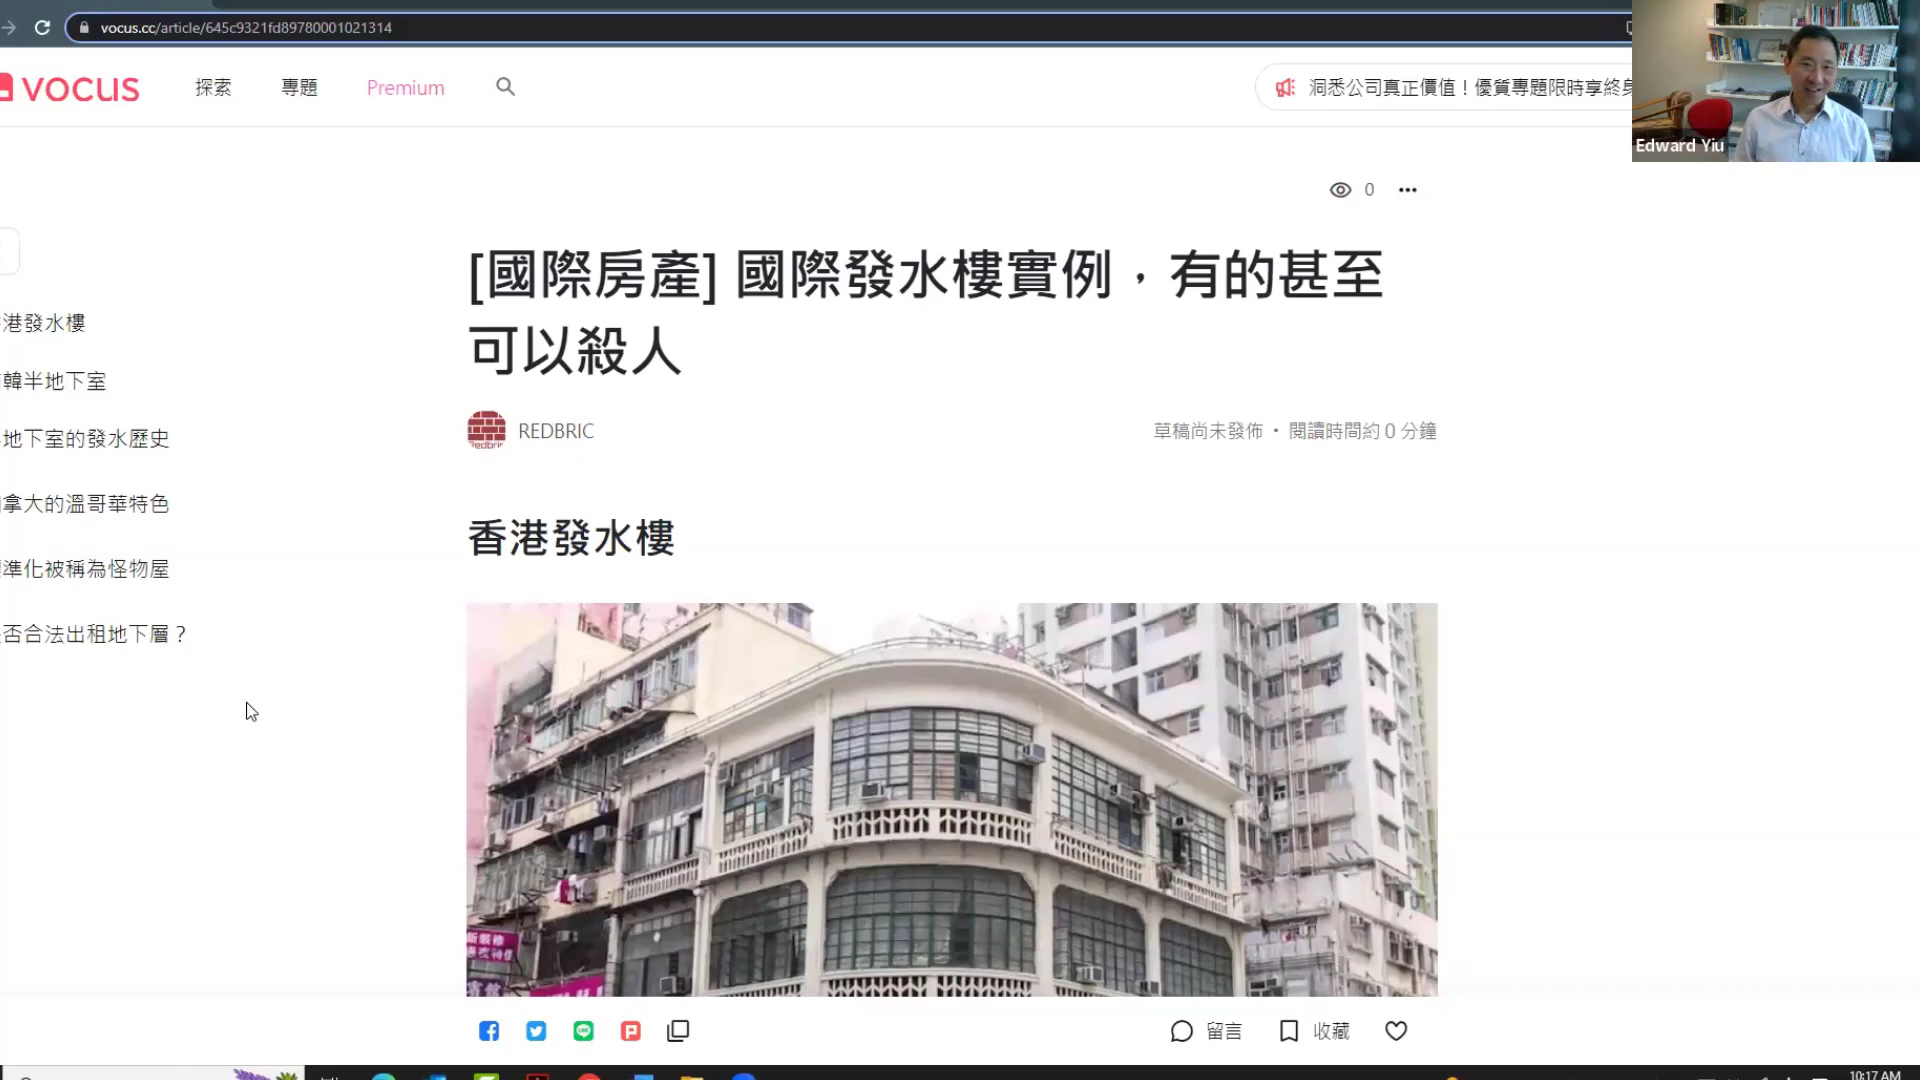 vocus.cc/article/645c9321fd89780001021314
vocus
探索
專題
Premium
洞悉公司真正價值！優質專題限時享終身
Edward Yiu
0
[國際房產] 國際發水樓實例，有的甚至
可以殺人
港發水樓
韓半地下室
地下室的發水歷史
拿大的溫哥華特色
準化被稱為怪物屋
否合法出租地下層？
REDBRIC
草稿尚未發佈・閱讀時間約 0 分鐘
香港發水樓
留言
收藏
10:17 AM